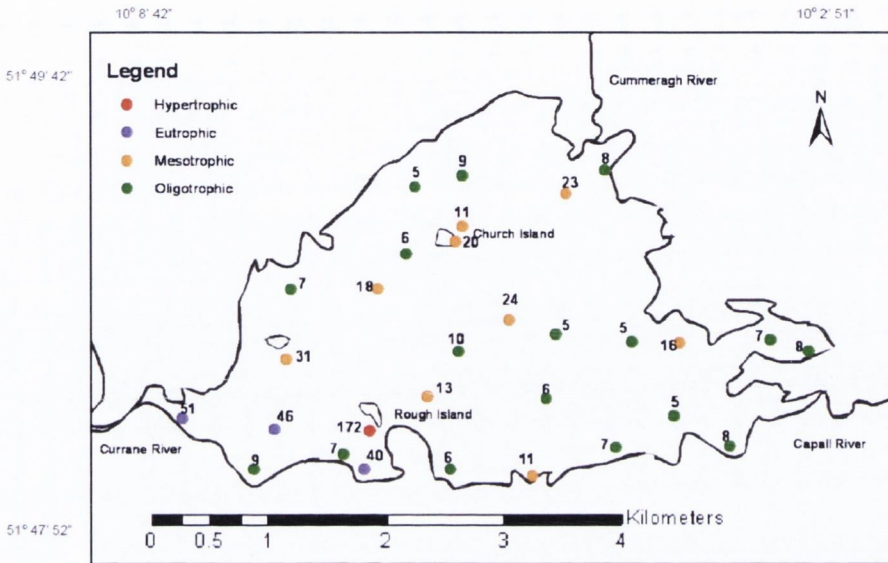 10° 8' 42"
10° 2' 51"
51° 49' 42"
Legend
Hypertrophic
Eutrophic
Mesotrophic
Oligotrophic
Cummeragh River
N
8
9
5
23
11
Church Island
20
6
7
18
24
5
5
16
7
8
10
31
13
6
5
51
46
172
Rough Island
Currane River
9
7
40
6
11
7
8
Capall River
Kilometers
0 0.5 1 2 3 4
51° 47' 52"